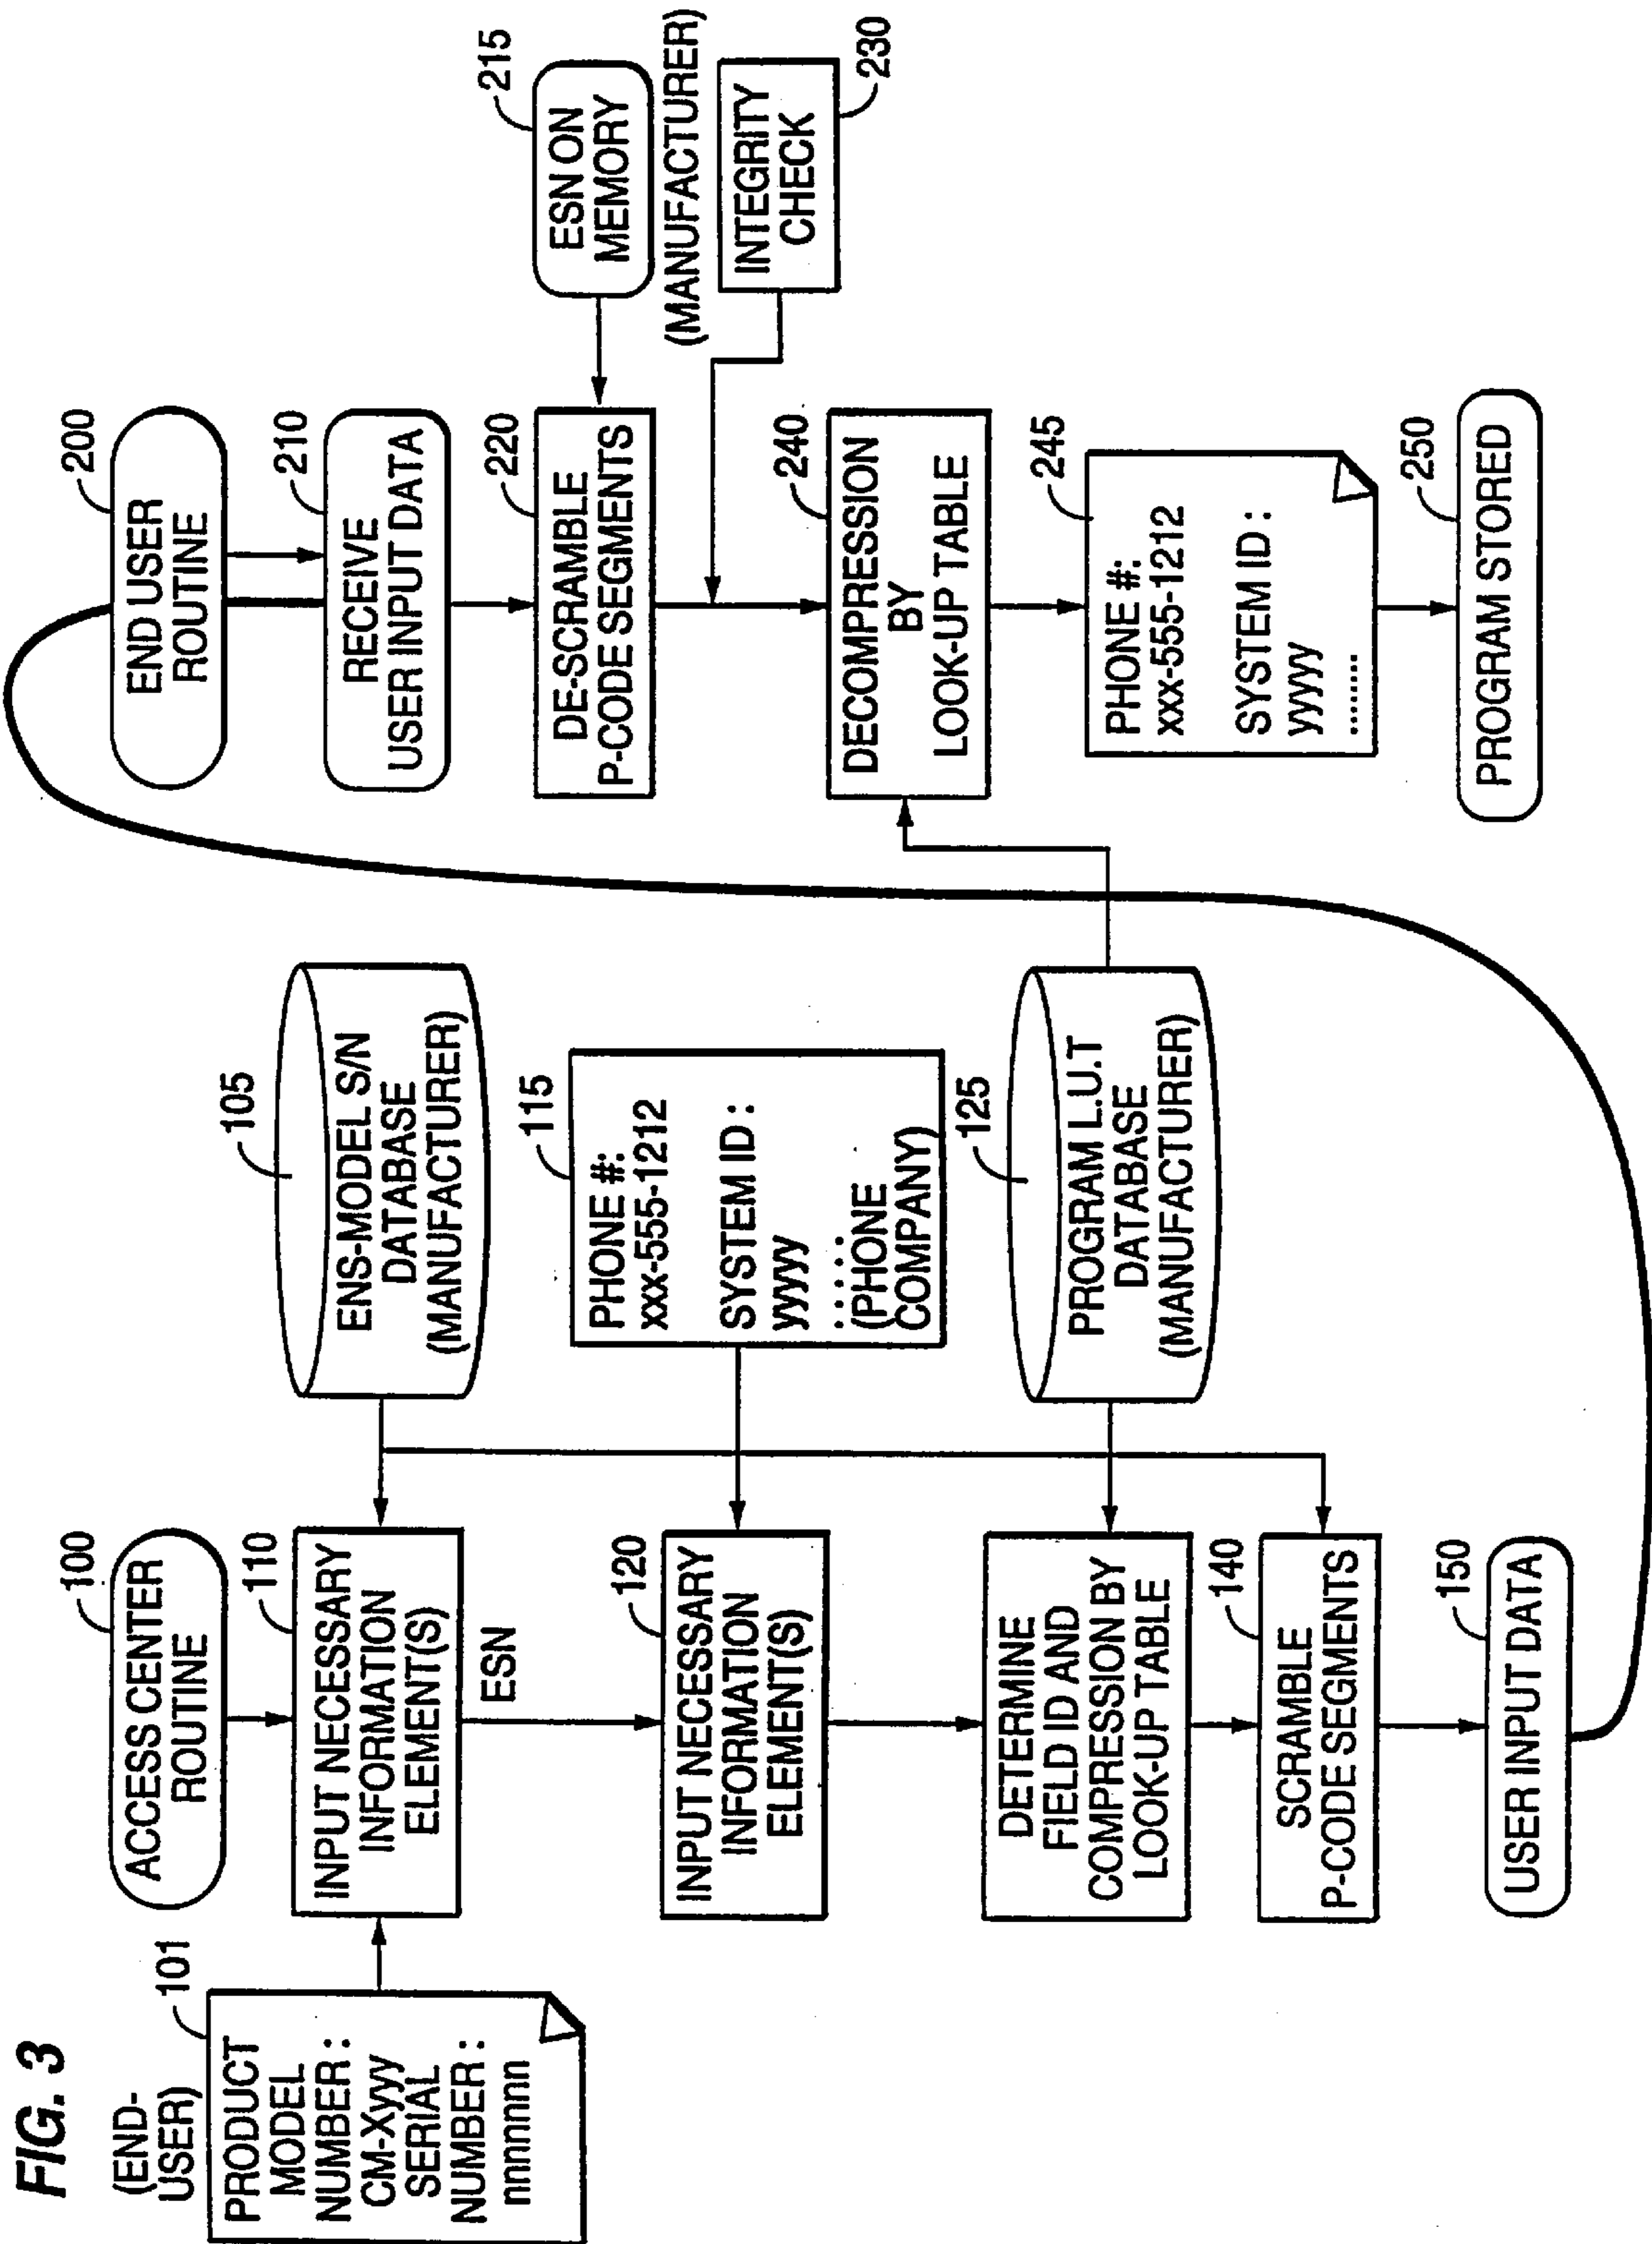 FIG. 3
(END-
USER)
101
PRODUCT
MODEL
NUMBER :
CM-Xyyy
SERIAL
NUMBER :
nnnnnnn
100
ACCESS CENTER
ROUTINE
110
INPUT NECESSARY
INFORMATION
ELEMENT(S)
ESN
120
INPUT NECESSARY
INFORMATION
ELEMENT(S)
DETERMINE
FIELD ID AND
COMPRESSION BY
LOOK-UP TABLE
140
SCRAMBLE
P-CODE SEGMENTS
150
USER INPUT DATA
105
ENS-MODEL S/N
DATABASE
(MANUFACTURER)
115
PHONE #:
xxx-555-1212
SYSTEM ID :
yyyyy
......
(PHONE
COMPANY)
125
PROGRAM L.U.T
DATABASE
(MANUFACTURER)
200
END USER
ROUTINE
210
RECEIVE
USER INPUT DATA
220
DE-SCRAMBLE
P-CODE SEGMENTS
240
DECOMPRESSION
BY
LOOK-UP TABLE
245
PHONE #:
xxx-555-1212
SYSTEM ID :
yyyyy
........
250
PROGRAM STORED
215
ESN ON
MEMORY
(MANUFACTURER)
INTEGRITY
CHECK
230